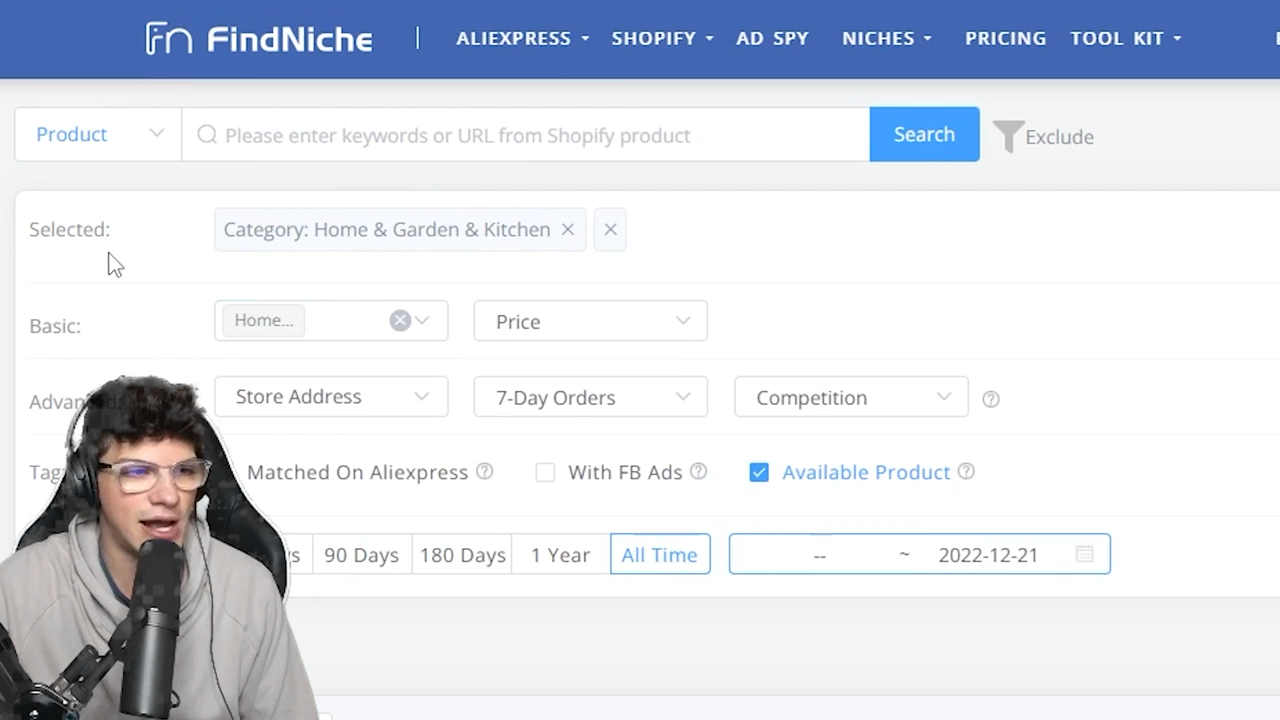 fn FindNiche | ALIEXPRESS SHOPIFY AD SPY NICHES PRICING TOOL KIT
Product Please enter keywords or URL from Shopify product Search Exclude
Selected: Category: Home & Garden & Kitchen
Basic: Home... Price
Store Address 7-Day Orders Competition
Matched On Aliexpress With FB Ads Available Product
90 Days 180 Days 1 Year All Time -- ~ 2022-12-21